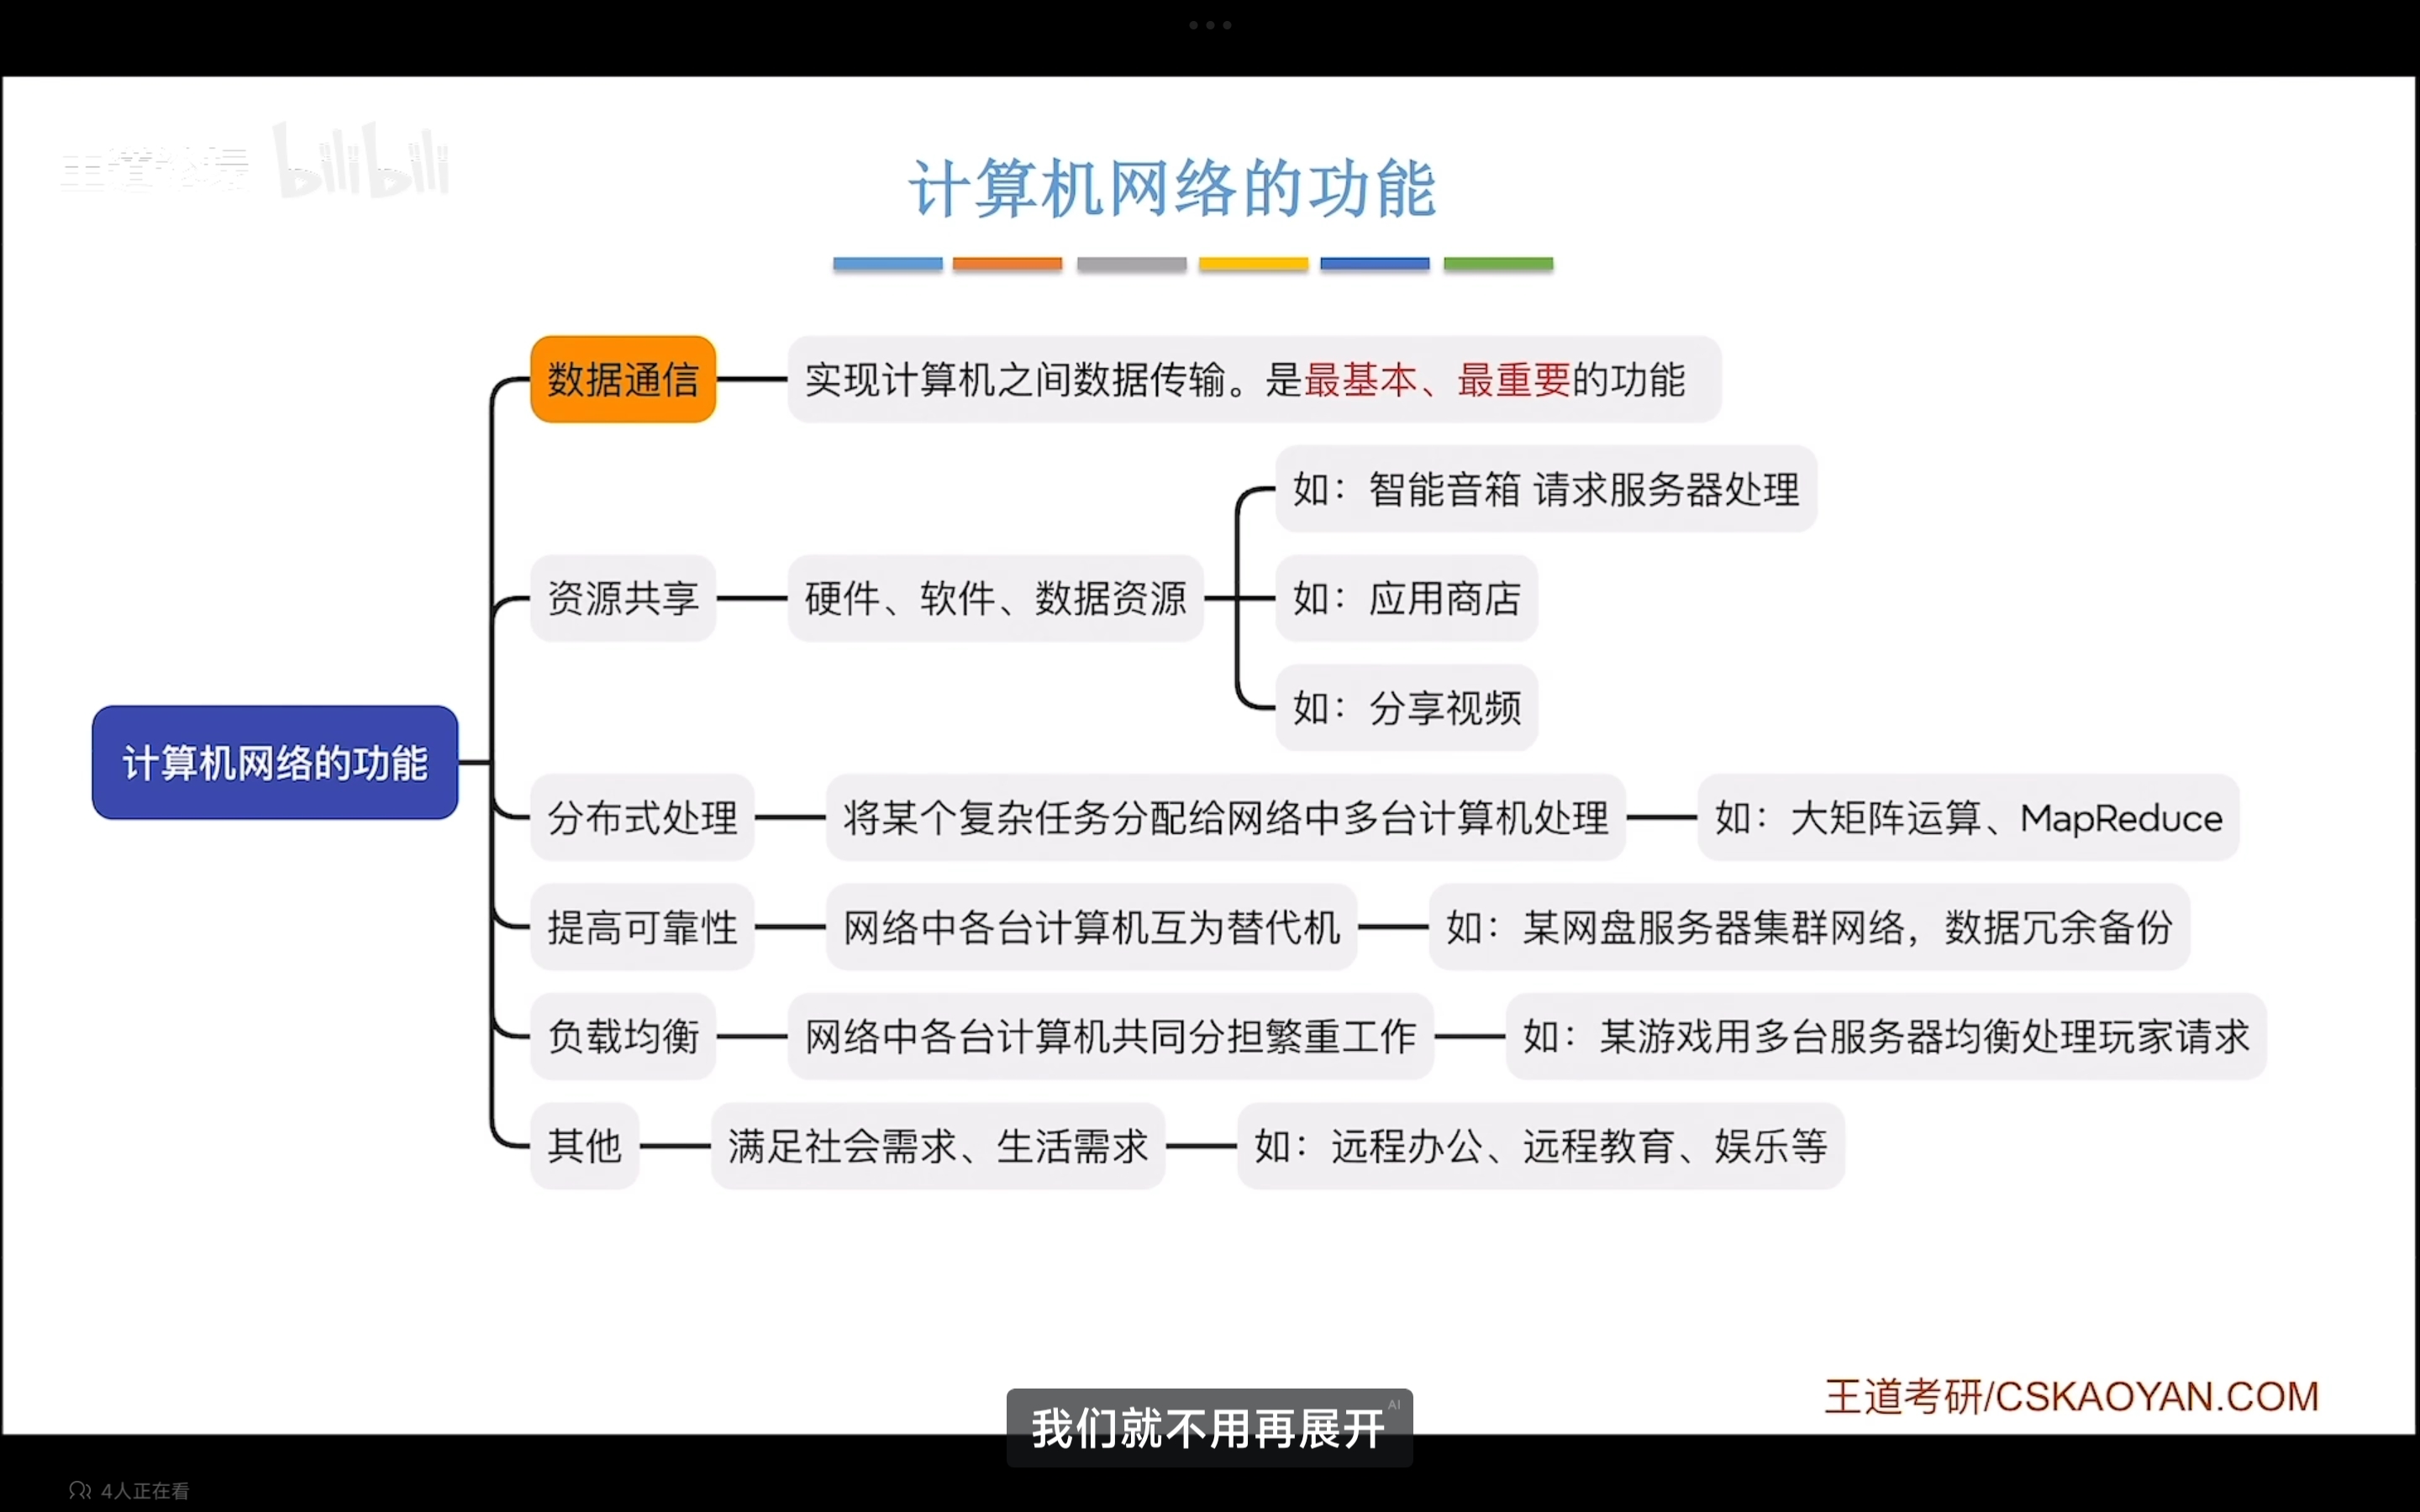 bilibili
计算机网络的功能
数据通信
实现计算机之间数据传输。是最基本、最重要的功能
如：智能音箱 请求服务器处理
资源共享
硬件、软件、数据资源
如：应用商店
如：分享视频
计算机网络的功能
分布式处理
将某个复杂任务分配给网络中多台计算机处理
如：大矩阵运算、MapReduce
提高可靠性
网络中各台计算机互为替代机
如：某网盘服务器集群网络，数据冗余备份
负载均衡
网络中各台计算机共同分担繁重工作
如：某游戏用多台服务器均衡处理玩家请求
其他
满足社会需求、生活需求
如：远程办公、远程教育、娱乐等
王道考研/CSKAOYAN.COM
我们就不用再展开
AI
4人正在看